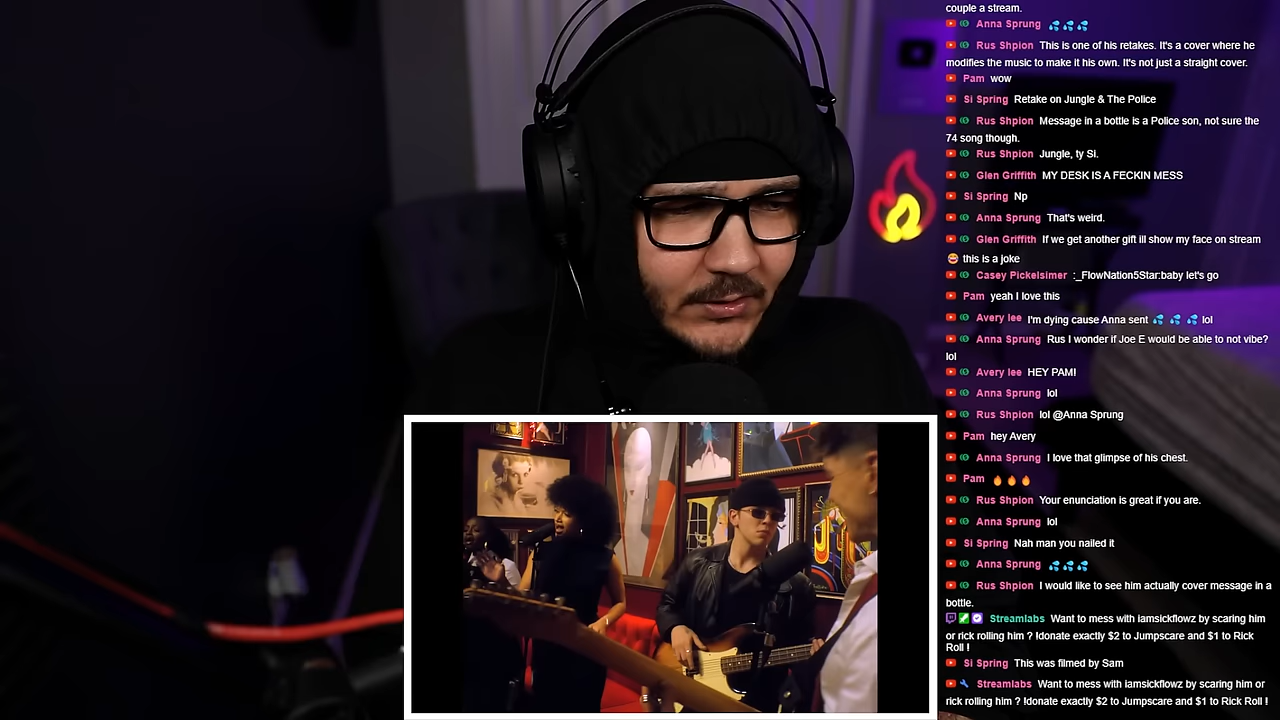 couple a stream.
Anna Sprung 💦 💦 💦
Rus Shpion This is one of his retakes. It's a cover where he
modifies the music to make it his own. It's not just a straight cover.
Pam wow
Si Spring Retake on Jungle & The Police
Rus Shpion Message in a bottle is a Police son, not sure the
74 song though.
Rus Shpion Jungle, ty Si.
Glen Griffith MY DESK IS A FECKIN MESS
Si Spring Np
Anna Sprung That's weird.
Glen Griffith If we get another gift ill show my face on stream
😂 this is a joke
Casey Pickelsimer :_FlowNation5Star:baby let's go
Pam yeah I love this
Avery lee I'm dying cause Anna sent 💦 💦 💦 lol
Anna Sprung Rus I wonder if Joe E would be able to not vibe?
lol
Avery lee HEY PAM!
Anna Sprung lol
Rus Shpion lol @Anna Sprung
Pam hey Avery
Anna Sprung I love that glimpse of his chest.
Pam 🔥 🔥 🔥
Rus Shpion Your enunciation is great if you are.
Anna Sprung lol
Si Spring Nah man you nailed it
Anna Sprung 💦 💦 💦
Rus Shpion I would like to see him actually cover message in a
bottle.
Streamlabs Want to mess with iamsickflowz by scaring him
or rick rolling him ? !donate exactly $2 to Jumpscare and $1 to Rick
Roll !
Si Spring This was filmed by Sam
Streamlabs Want to mess with iamsickflowz by scaring him or
rick rolling him ? !donate exactly $2 to Jumpscare and $1 to Rick Roll !